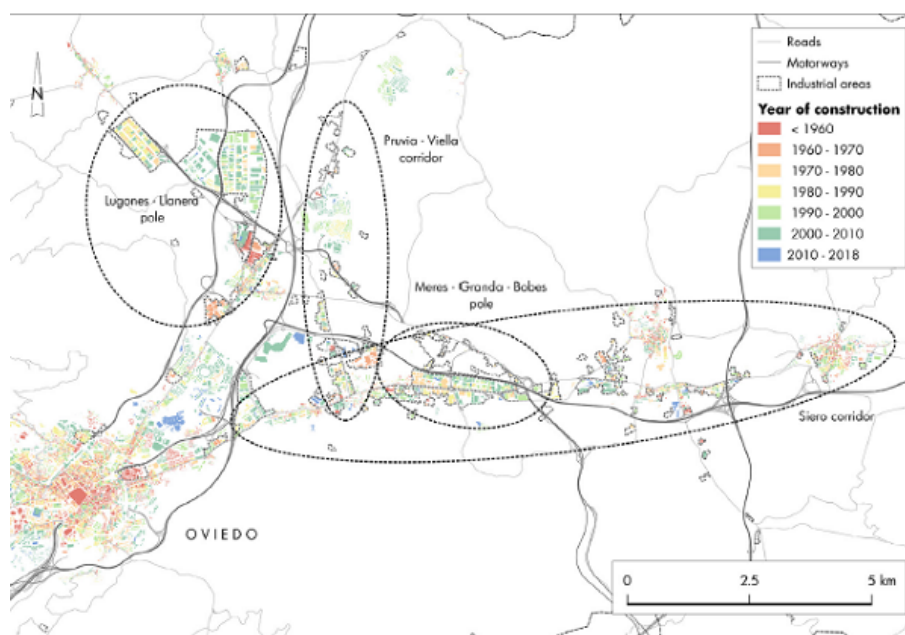 N
Roads
Motorways
Industrial areas
Year of construction
< 1960
1960 - 1970
1970 - 1980
1980 - 1990
1990 - 2000
2000 - 2010
2010 - 2018
Pruvia - Viella
corridor
Lugones - Llanera
pole
Meres - Granda - Bobes
pole
Siero corridor
OVIEDO
0
2.5
5 km